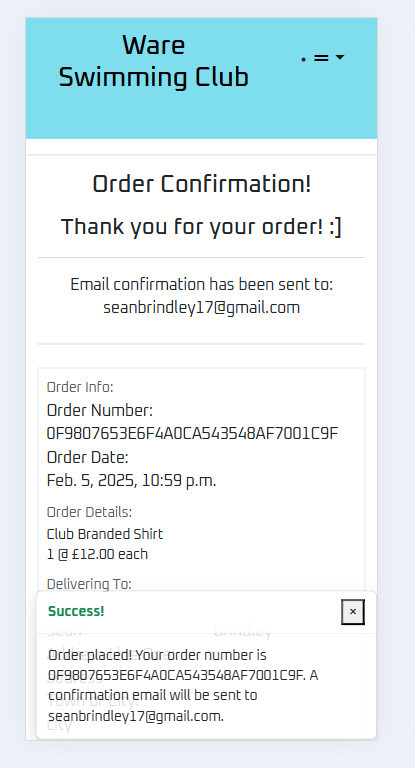 Ware
Swimming Club
Order Confirmation!
Thank you for your order! :]
Email confirmation has been sent to:
seanbrindley17@gmail.com
Order Info:
Order Number:
0F9807653E6F4A0CA543548AF7001C9F
Order Date:
Feb. 5, 2025, 10:59 p.m.
Order Details:
Club Branded Shirt
1 @ £12.00 each
Delivering To:
Success!
×
Sean Brindley
Order placed! Your order number is
0F9807653E6F4A0CA543548AF7001C9F. A
confirmation email will be sent to
Town or City:
seanbrindley17@gmail.com.
city